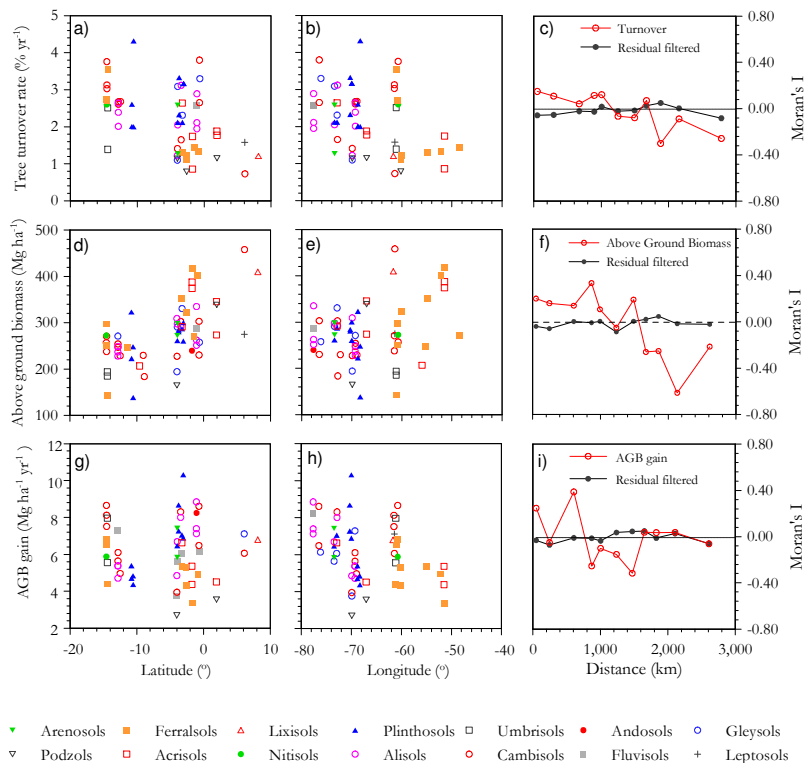 a)
b)
c)
Turnover
Residual filtered
Tree turnover rate (% yr-1)
5
4
3
2
1
0
0.80
0.40
0.00
-0.40
-0.80
Moran's I
d)
e)
f)
Above Ground Biomass
Residual filtered
Above ground biomass (Mg ha-1)
500
400
300
200
100
0.80
0.40
0.00
-0.40
-0.80
Moran's I
g)
h)
i)
AGB gain
Residual filtered
AGB gain (Mg ha-1 yr-1)
12
10
8
6
4
2
0.80
0.40
0.00
-0.40
-0.80
Moran's I
-20 -10 0 10
Latitude (º)
-80 -70 -60 -50 -40
Longitude (º)
0 1,000 2,000 3,000
Distance (km)
Arenosols Ferralsols Lixisols Plinthosols Umbrisols Andosols Gleysols
Podzols Acrisols Nitisols Alisols Cambisols Fluvisols Leptosols